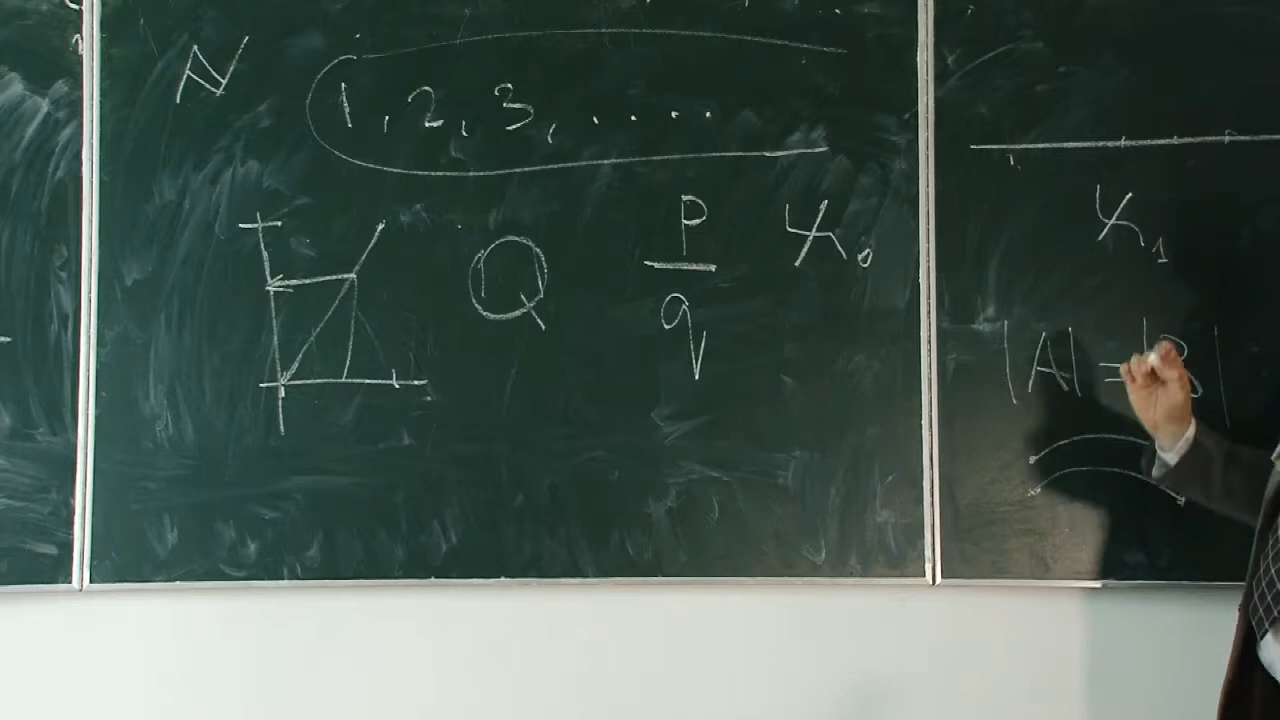 N 1, 2, 3, .....
Q p/q ℵ₀
ℵ₁
|A| = |B|